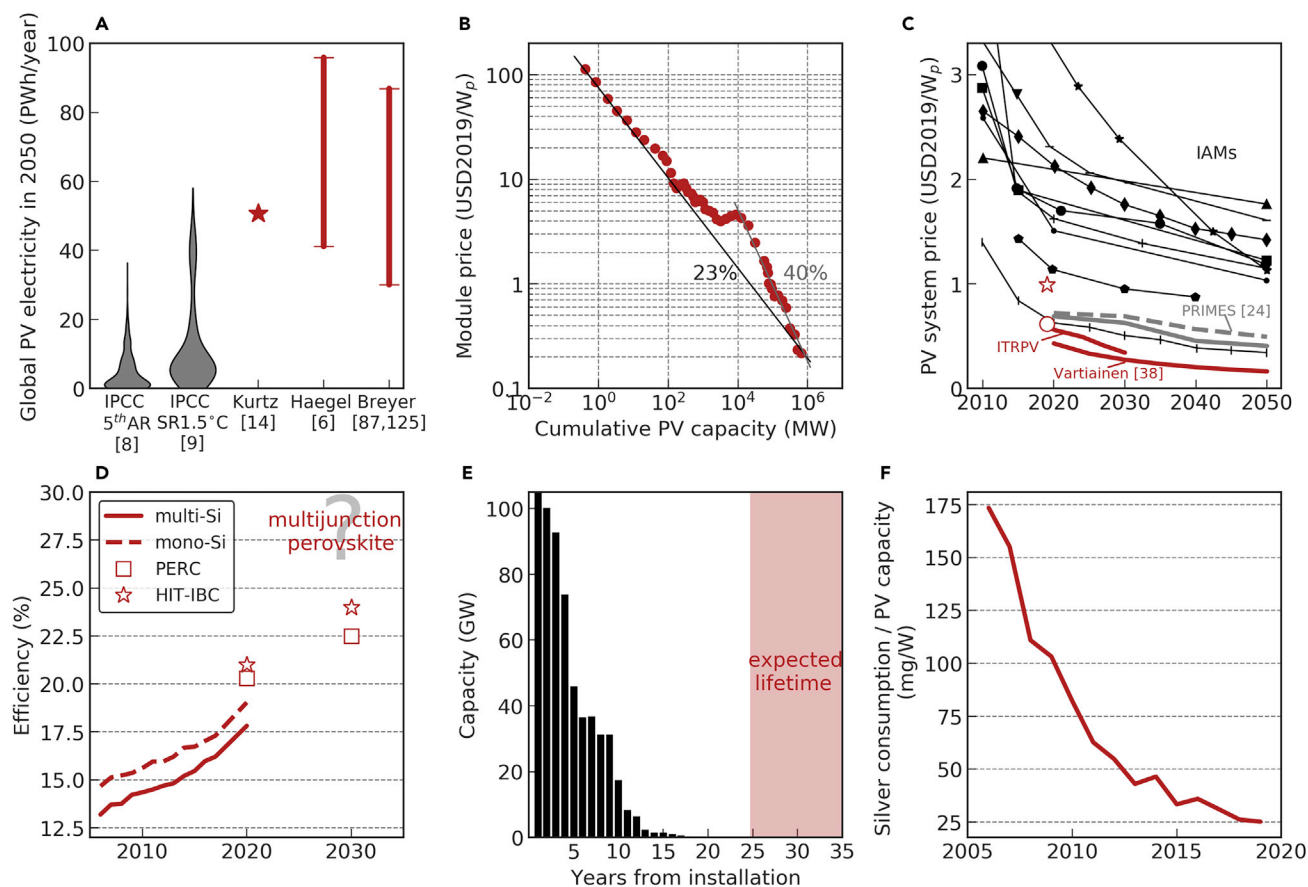 A
Global PV electricity in 2050 (PWh/year)
100
80
60
40
20
0
IPCC
5th AR
[8]
IPCC
SR1.5°C
[9]
Kurtz
[14]
Haegel
[6]
Breyer
[87,125]
B
Module price (USD2019/Wp)
100
10
1
0.1
23%
40%
10−2
100
102
104
106
Cumulative PV capacity (MW)
C
PV system price (USD2019/Wp)
3
2
1
0
IAMs
PRIMES [24]
ITRPV
Vartiainen [38]
2010
2020
2030
2040
2050
D
Efficiency (%)
30.0
27.5
25.0
22.5
20.0
17.5
15.0
12.5
multi-Si
mono-Si
PERC
HIT-IBC
?
multijunction
perovskite
2010
2020
2030
E
Capacity (GW)
100
80
60
40
20
0
expected
lifetime
5
10
15
20
25
30
35
Years from installation
F
Silver consumption / PV capacity
(mg/W)
175
150
125
100
75
50
25
2005
2010
2015
2020